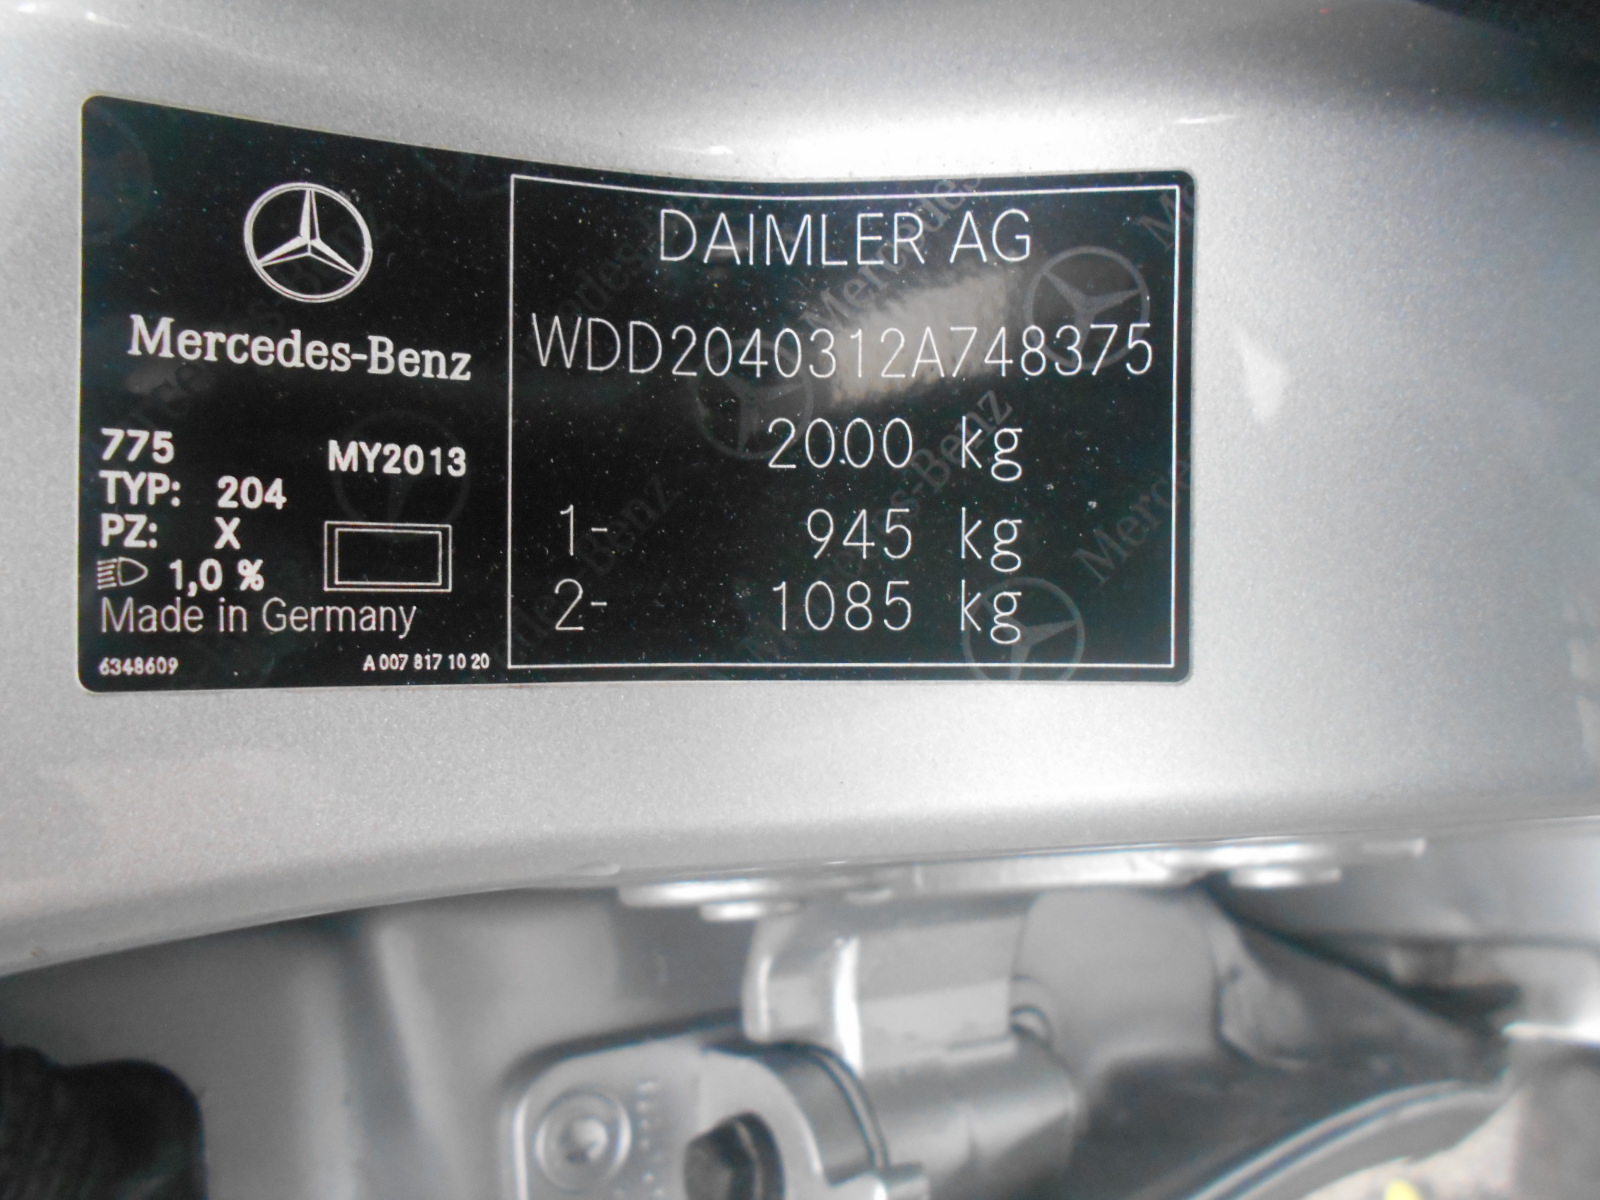 Mercedes-Benz
775 MY2013
TYP: 204
PZ: X
1,0 %
Made in Germany
6348609 A 007 817 10 20
DAIMLER AG
WDD2040312A748375
2000 kg
1- 945 kg
2- 1085 kg